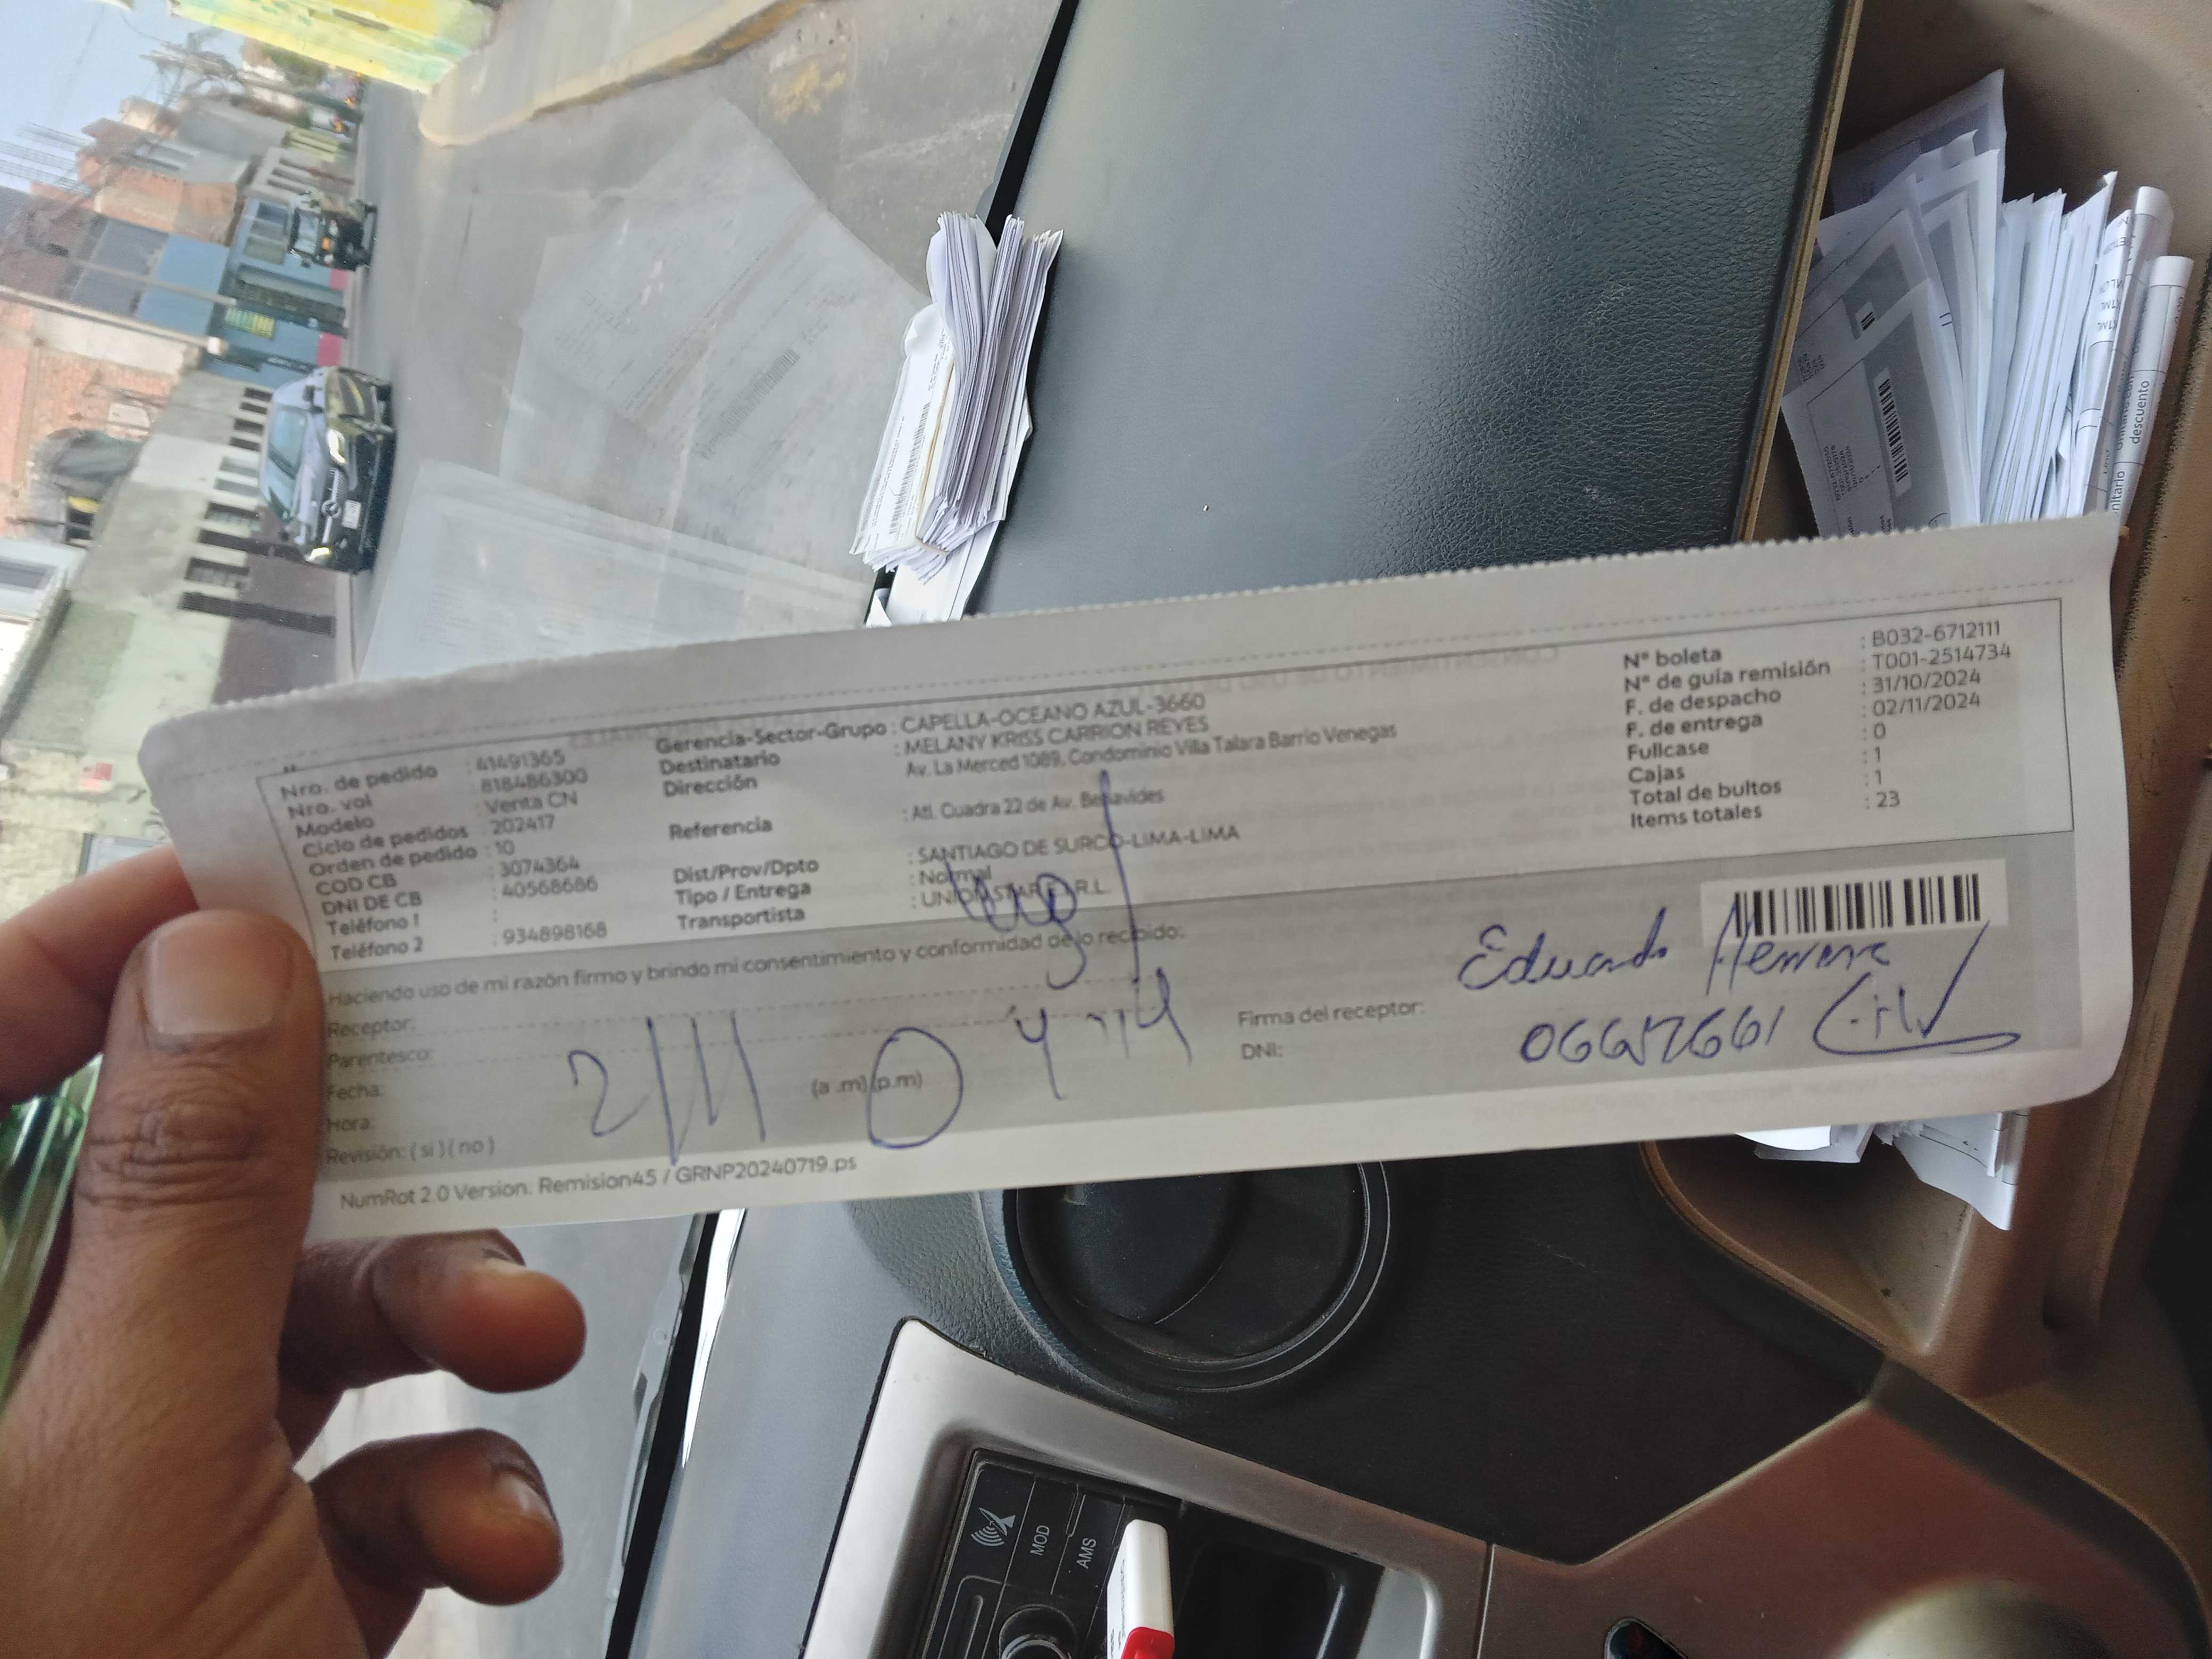 Nro. de pedido : 41491365
Nro. vol : 818486300
Modelo : Venta CN
Ciclo de pedidos : 202417
Orden de pedido : 10
COD CB : 3074364
DNI DE CB : 40568686
Teléfono 1 :
Teléfono 2 : 934898168
Gerencia-Sector-Grupo : CAPELLA-OCEANO AZUL-3660
Destinatario : MELANY KRISS CARRION REYES
Dirección Av. La Merced 1089, Condominio Villa Talara Barrio Venegas
Referencia : Atl. Cuadra 22 de Av. Benavides
Dist/Prov/Dpto : SANTIAGO DE SURCO-LIMA-LIMA
Tipo / Entrega : Normal
Transportista : UNION STAR E.I.R.L.
N° boleta : B032-6712111
N° de guía remisión : T001-2514734
F. de despacho : 31/10/2024
F. de entrega : 02/11/2024
Fullcase : 0
Cajas : 1
Total de bultos : 1
Items totales : 23
Haciendo uso de mi razón firmo y brindo mi consentimiento y conformidad de lo recibido:
Receptor:
Parentesco:
Fecha: 2/11
Hora: (a .m) (p.m)
Revisión: ( si ) ( no )
Firma del receptor: Eduardo Herrera
DNI:
NumRot 2.0 Version. Remision45 / GRNP20240719.ps
descuento
MOD
AMS